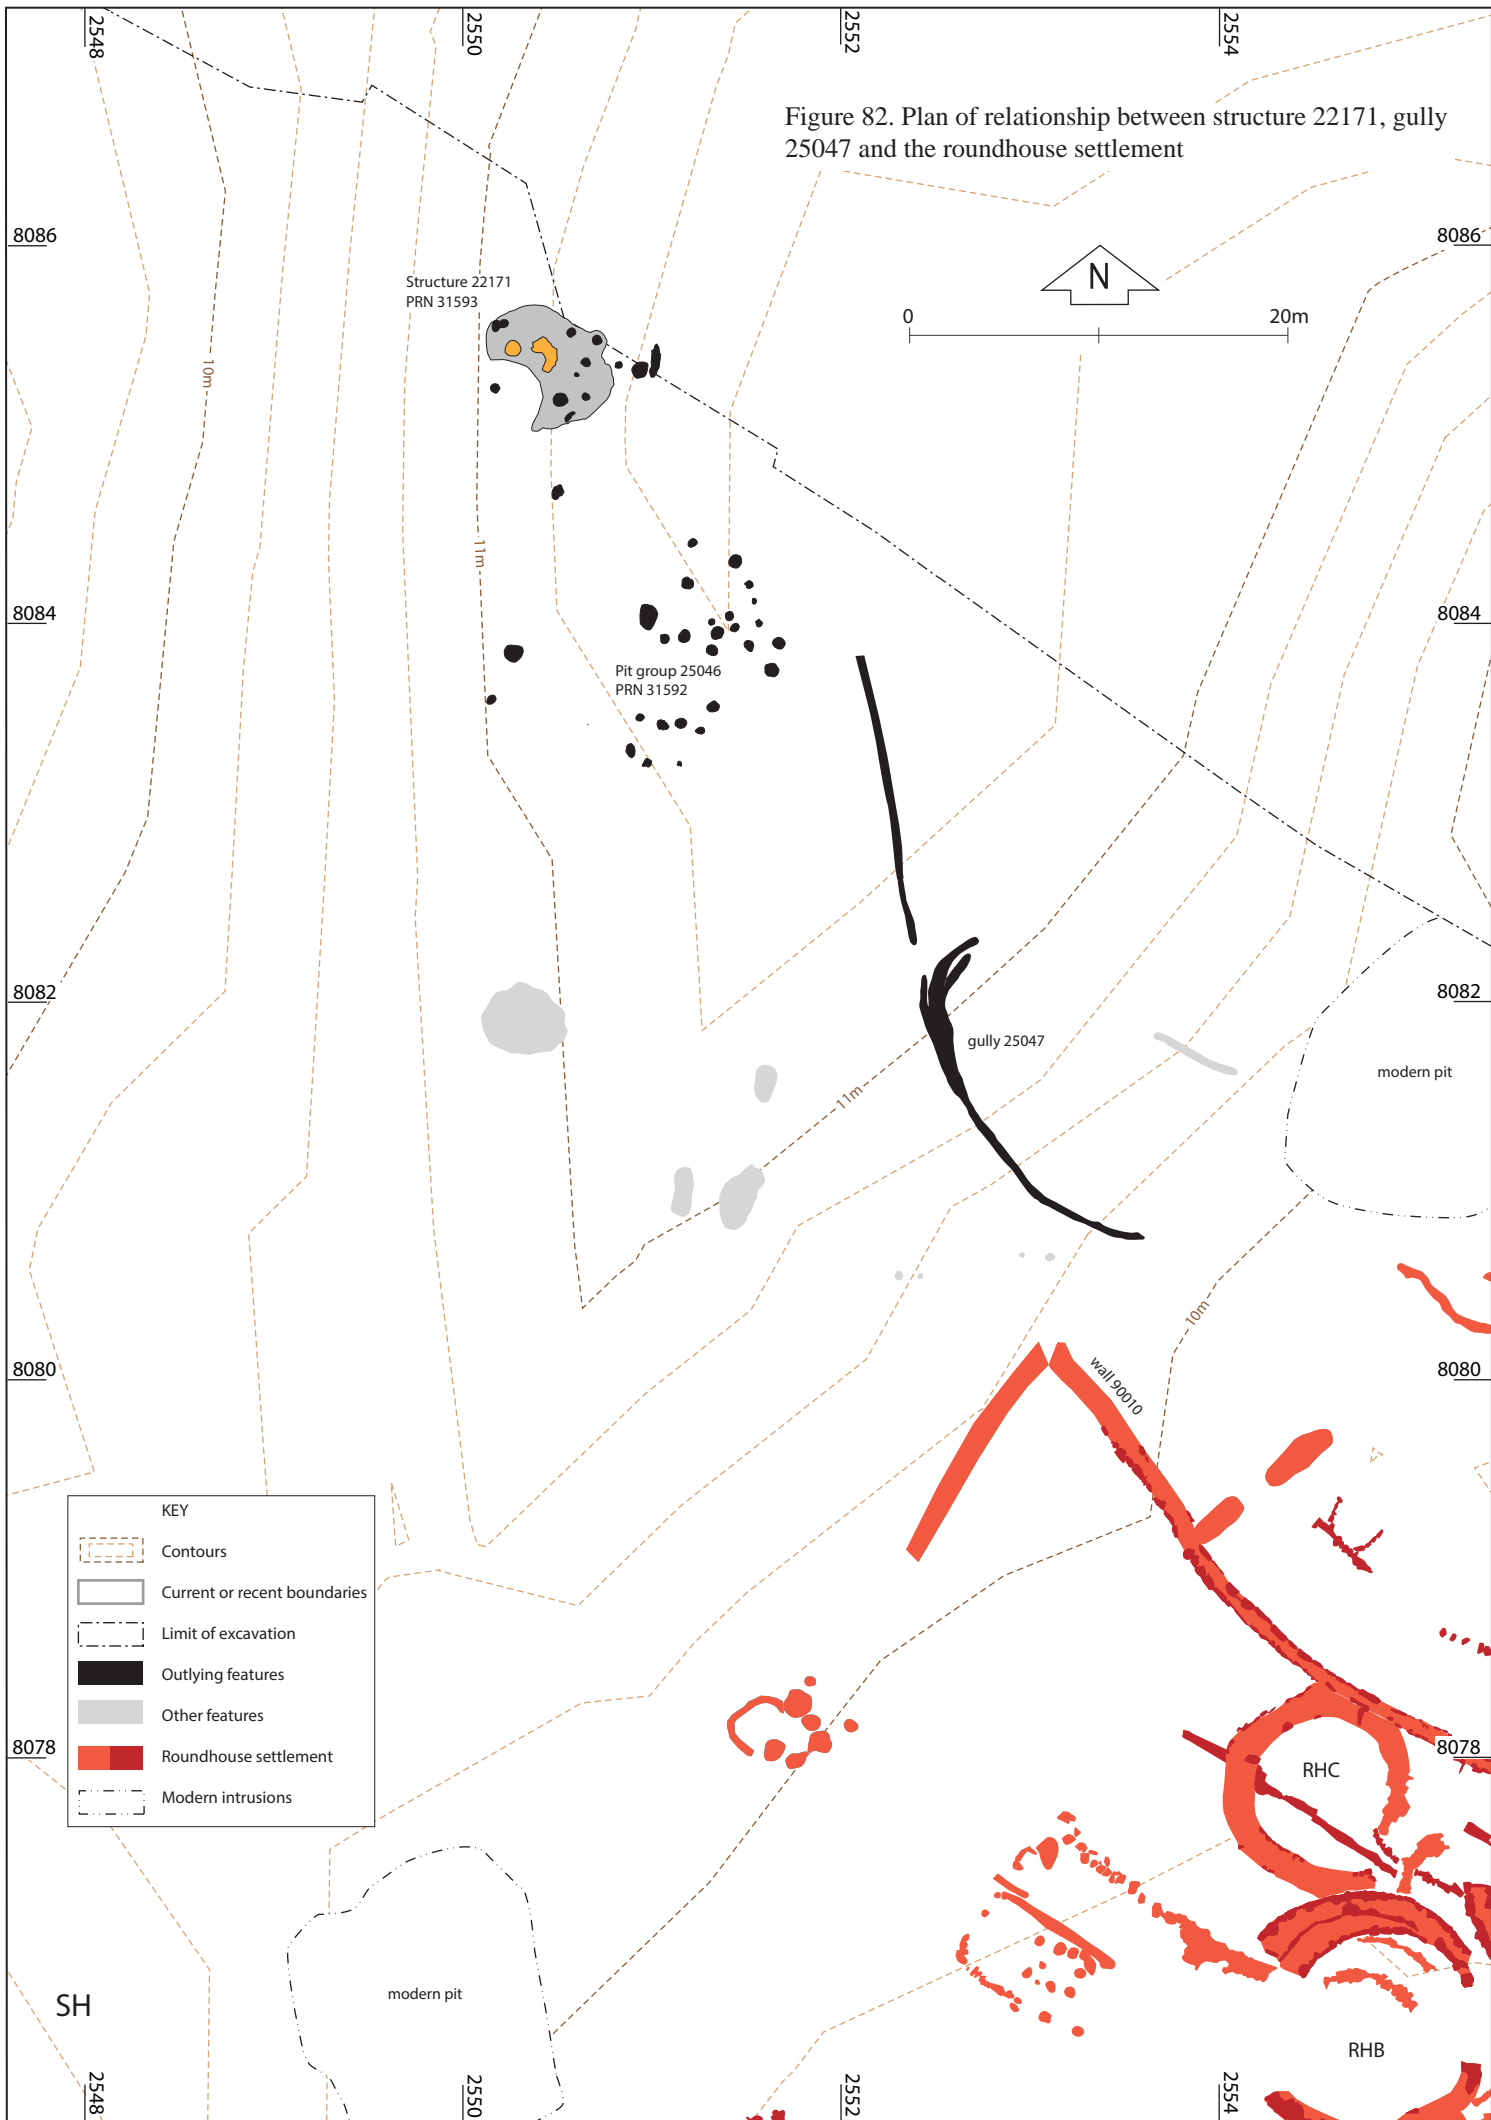 2548
2550
2552
2554
Figure 82. Plan of relationship between structure 22171, gully
25047 and the roundhouse settlement
8086
8086
N
Structure 22171
PRN 31593
0
20m
10m
11m
8084
8084
Pit group 25046
PRN 31592
8082
8082
gully 25047
modern pit
11m
10m
8080
8080
wall 90010
KEY
Contours
Current or recent boundaries
Limit of excavation
Outlying features
Other features
Roundhouse settlement
Modern intrusions
8078
8078
RHC
modern pit
SH
RHB
2548
2550
2552
2554